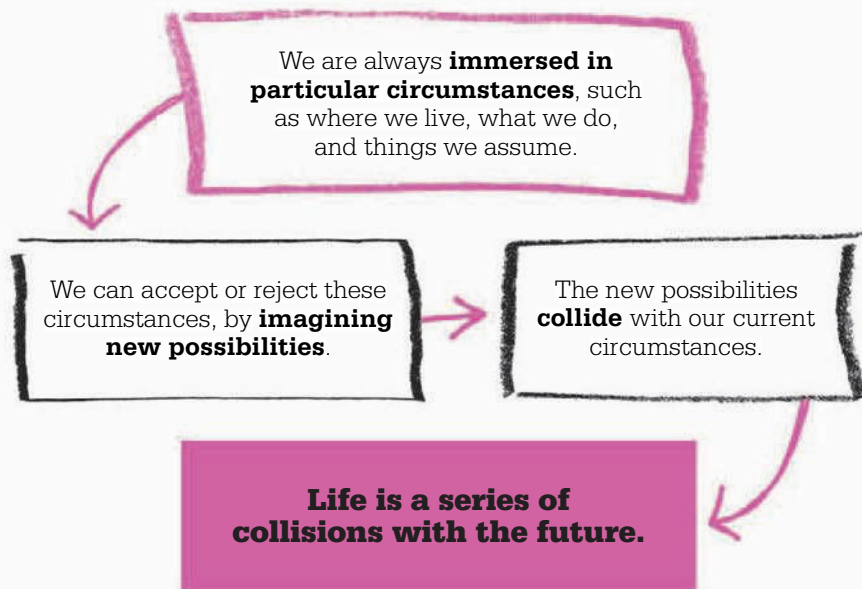 We are always immersed in
particular circumstances, such
as where we live, what we do,
and things we assume.
We can accept or reject these
circumstances, by imagining
new possibilities.
The new possibilities
collide with our current
circumstances.
Life is a series of
collisions with the future.